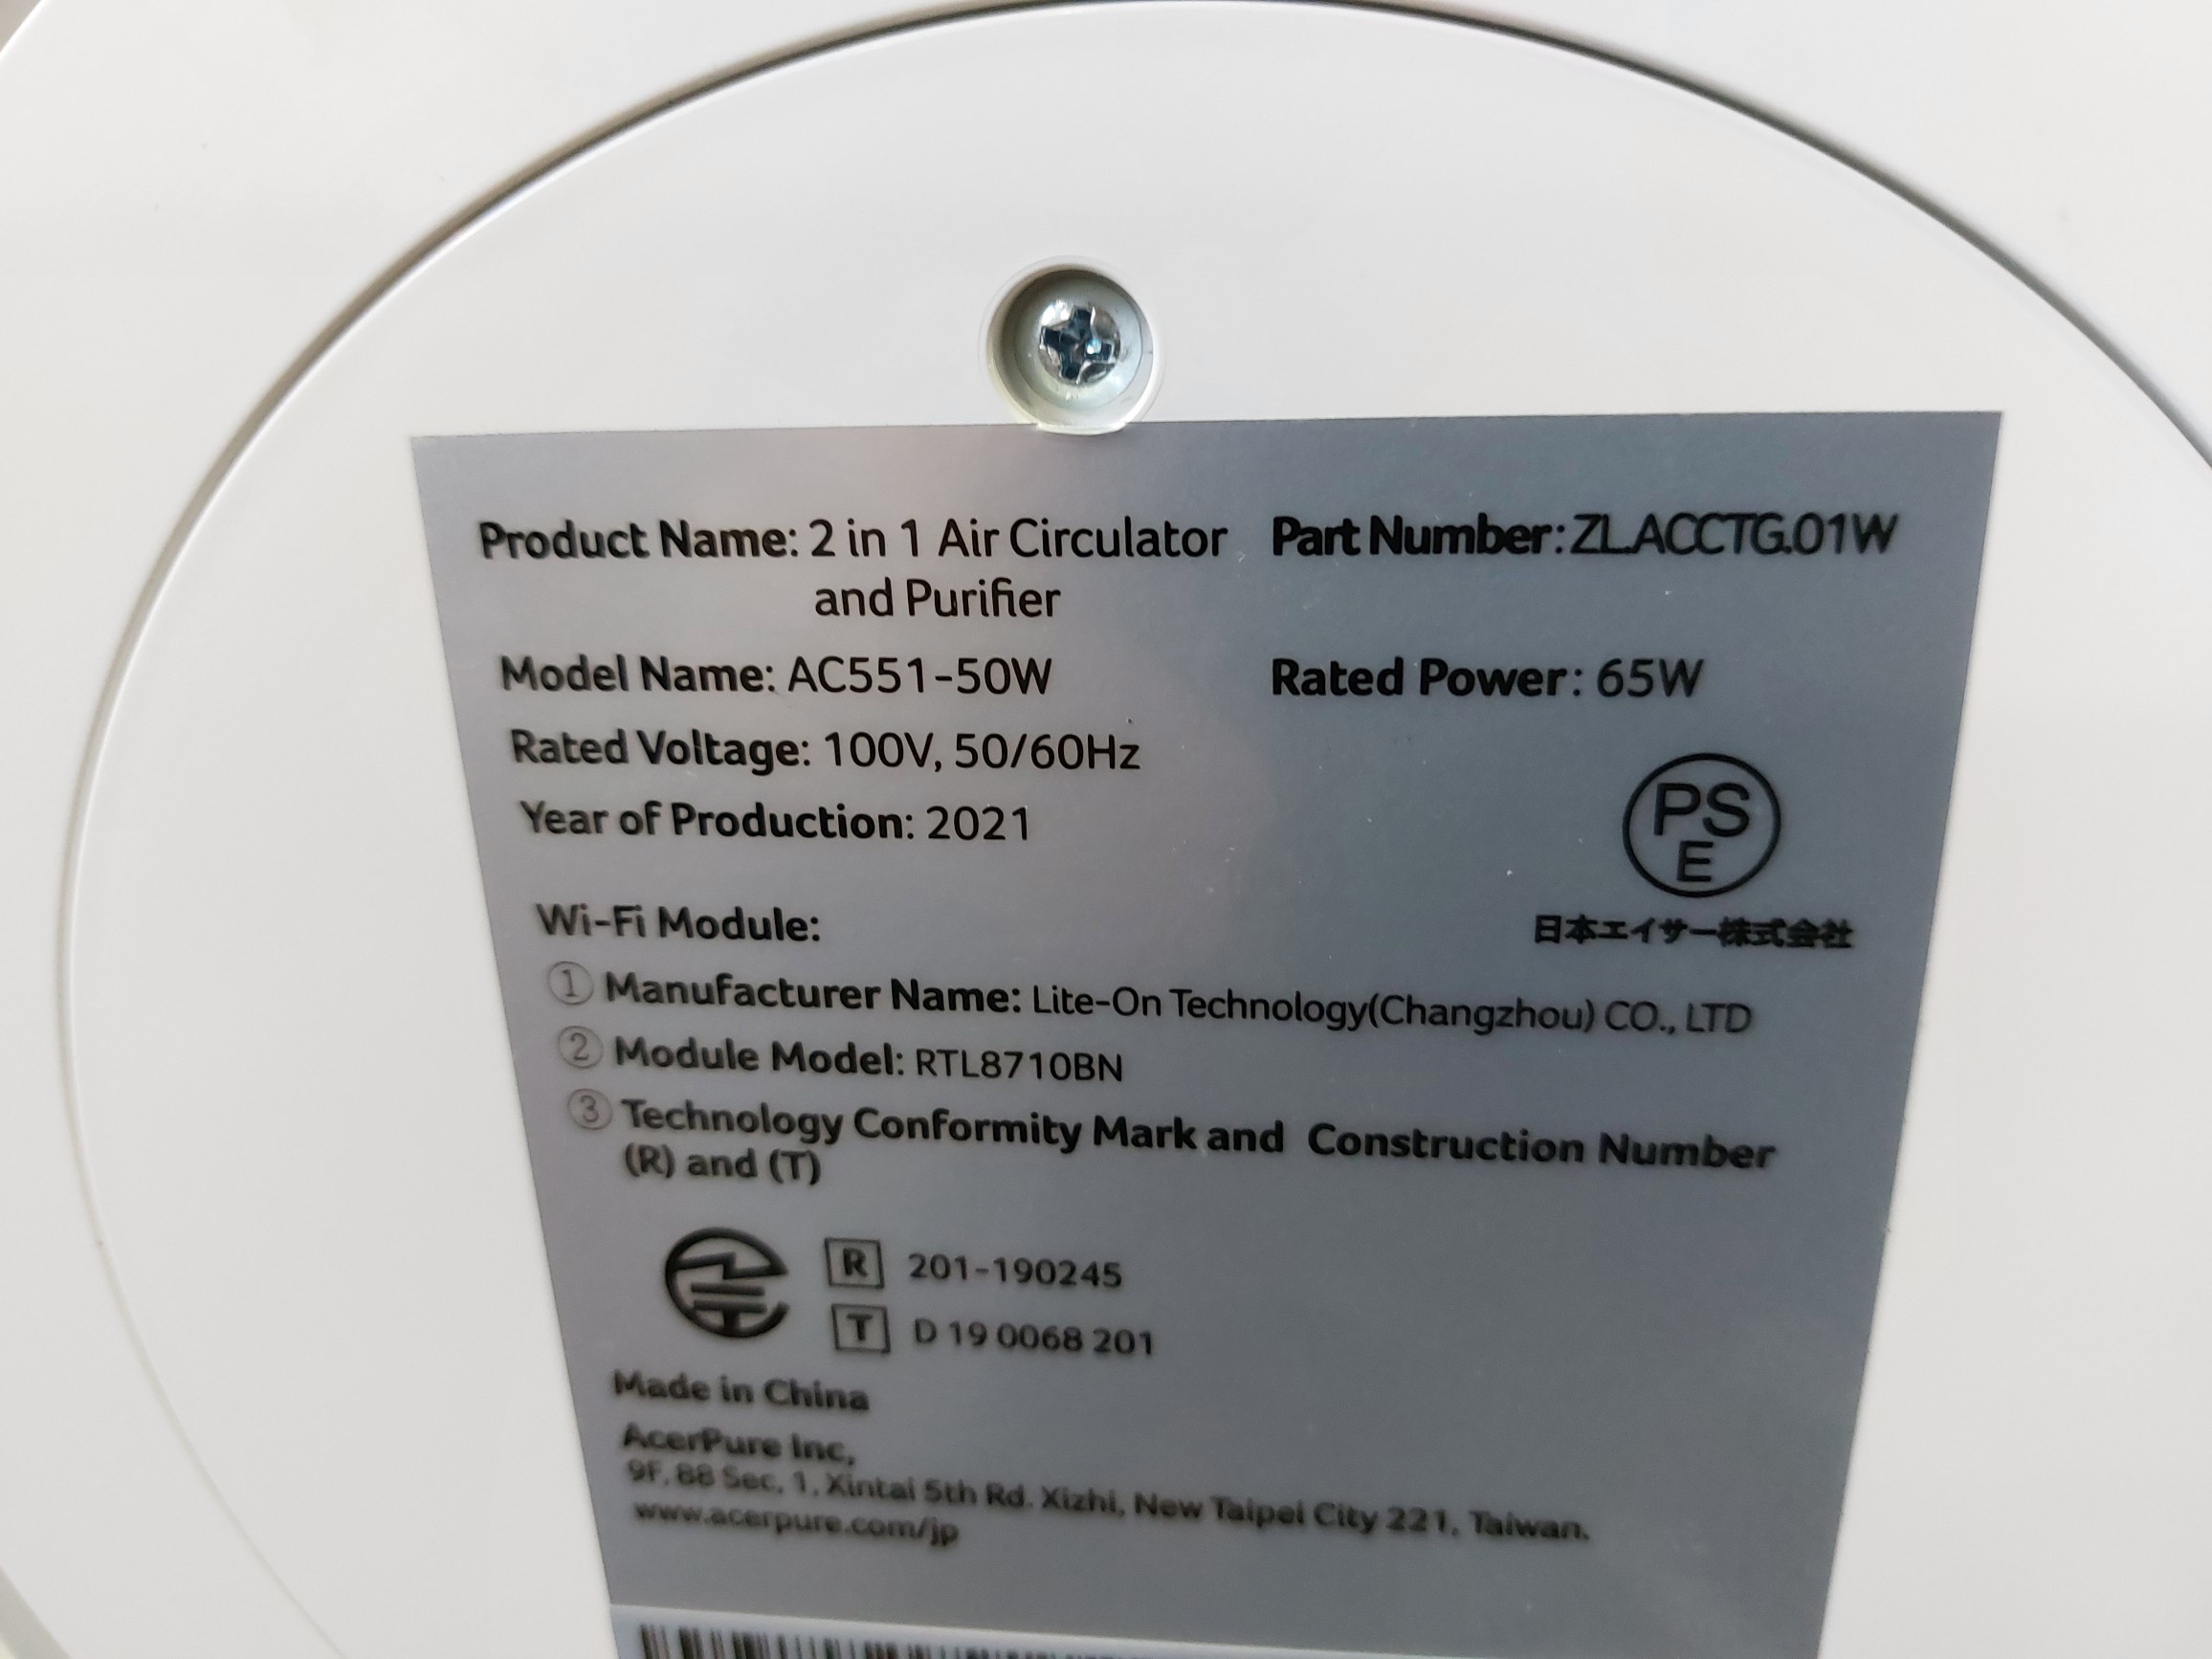 Product Name: 2 in 1 Air Circulator and Purifier
Part Number: ZL.ACCTG.01W
Model Name: AC551-50W
Rated Power: 65W
Rated Voltage: 100V, 50/60Hz
Year of Production: 2021
PS
E
日本エイサー株式会社
Wi-Fi Module:
① Manufacturer Name: Lite-On Technology(Changzhou) CO., LTD
② Module Model: RTL8710BN
③ Technology Conformity Mark and Construction Number
(R) and (T)
R 201-190245
T D 19 0068 201
Made in China
AcerPure Inc,
9F, 88 Sec, 1, Xintai 5th Rd. Xizhi, New Taipei City 221, Taiwan.
www.acerpure.com/jp